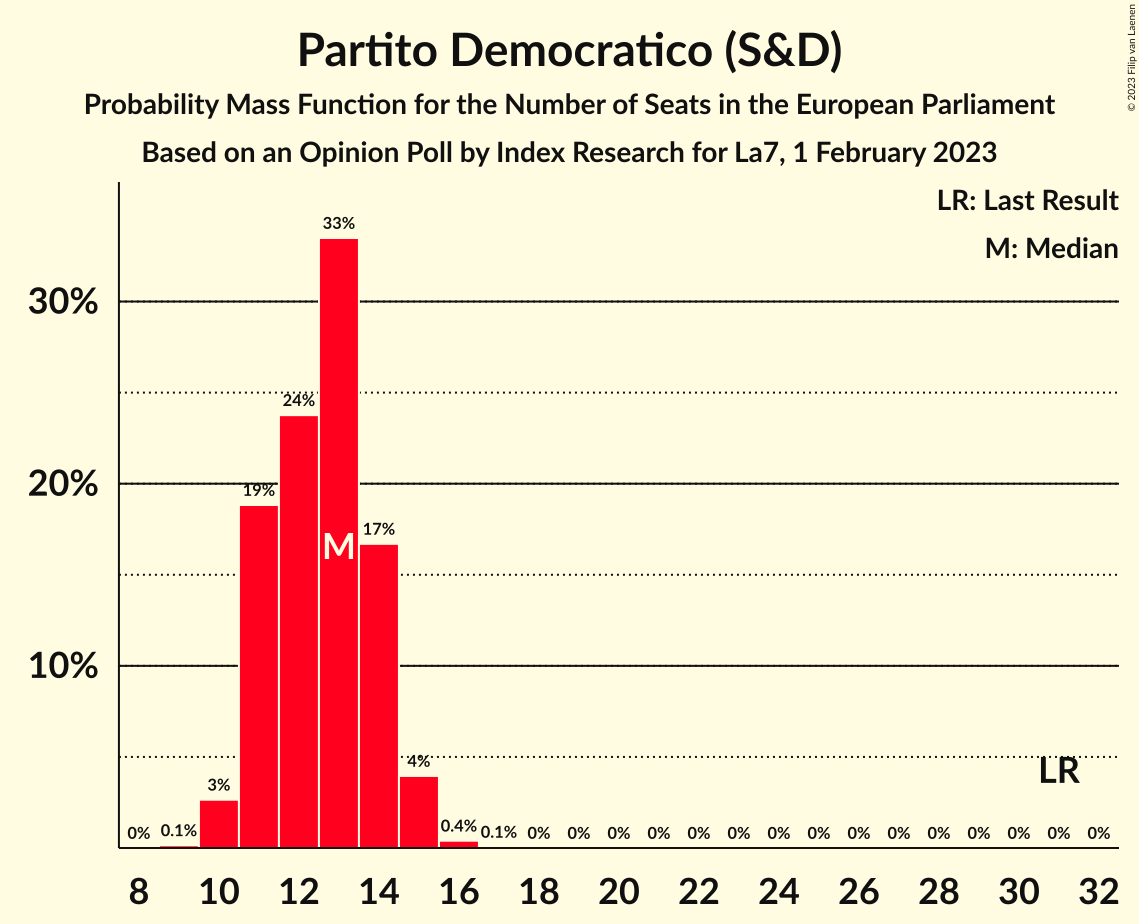 Partito Democratico (S&D)
Probability Mass Function for the Number of Seats in the European Parliament
Based on an Opinion Poll by Index Research for La7, 1 February 2023
© 2023 Filip van Laenen
LR: Last Result
M: Median
30%
20%
10%
0% 0.1% 3% 19% 24% 33% 17% 4% 0.4% 0.1% 0% 0% 0% 0% 0% 0% 0% 0% 0% 0% 0% 0% 0% 0% 0%
M
LR
8 10 12 14 16 18 20 22 24 26 28 30 32